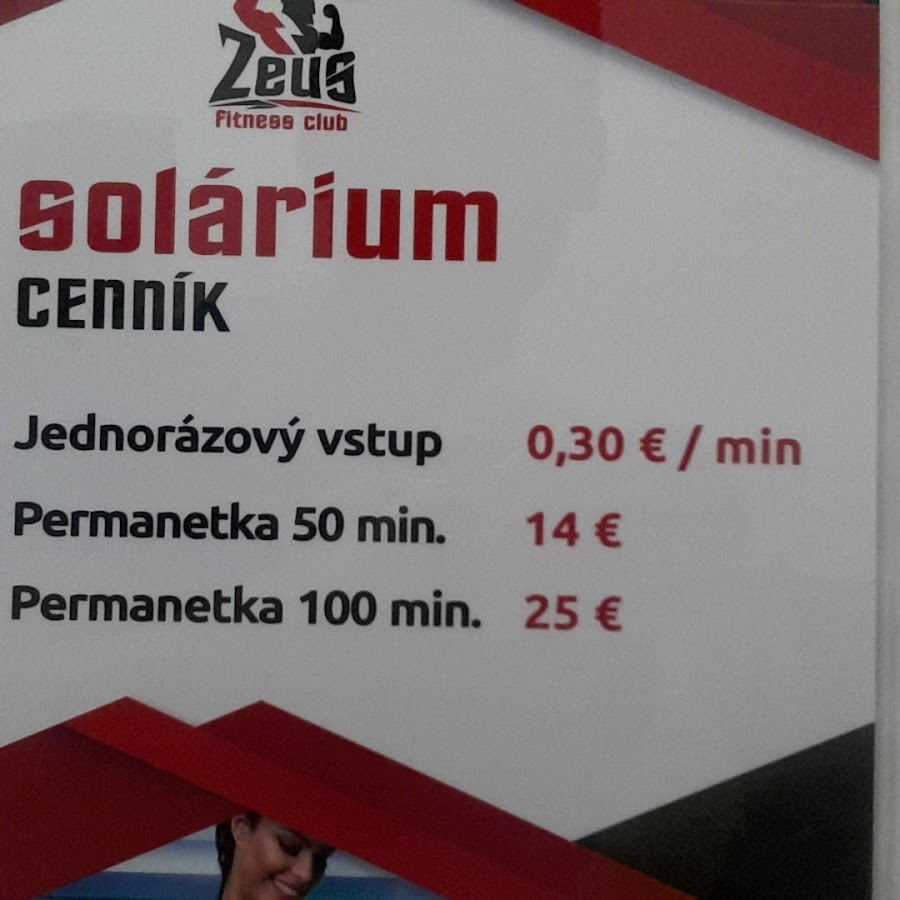 Zeus
fitness club
solárium
CENNÍK
Jednorázový vstup 0,30 € / min
Permanetka 50 min. 14 €
Permanetka 100 min. 25 €